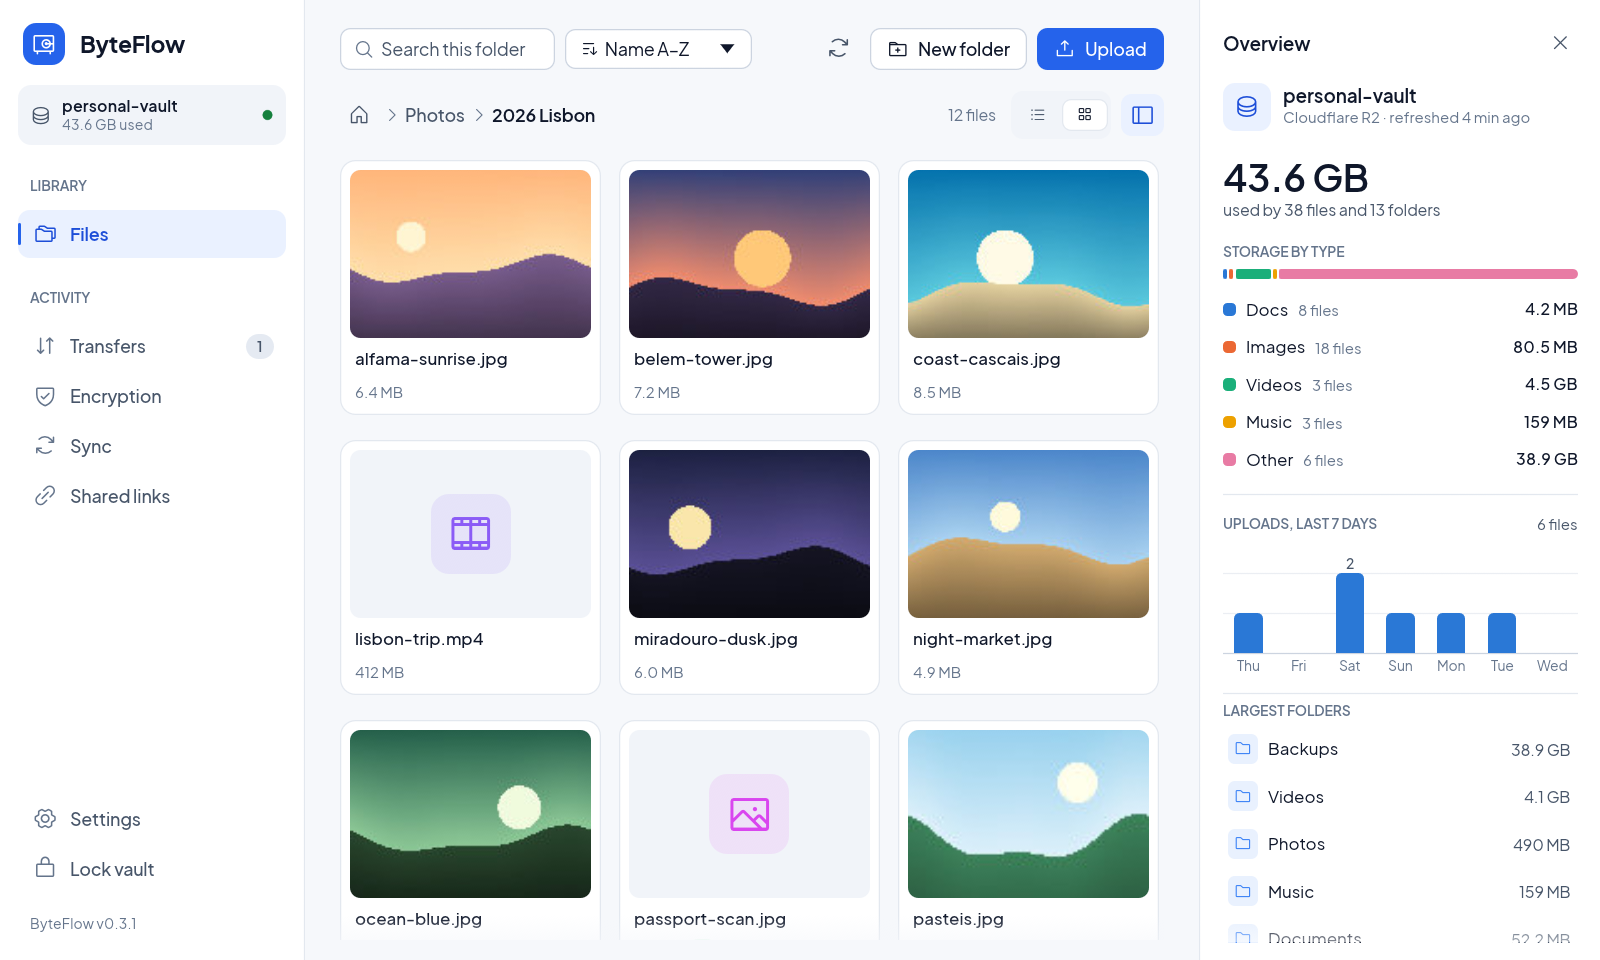 ByteFlow
personal-vault
43.6 GB used
LIBRARY
Files
ACTIVITY
Transfers 1
Encryption
Sync
Shared links
Settings
Lock vault
ByteFlow v0.3.1
Search this folder
Name A–Z
New folder
Upload
Photos
2026 Lisbon
12 files
alfama-sunrise.jpg
6.4 MB
belem-tower.jpg
7.2 MB
coast-cascais.jpg
8.5 MB
lisbon-trip.mp4
412 MB
miradouro-dusk.jpg
6.0 MB
night-market.jpg
4.9 MB
ocean-blue.jpg
passport-scan.jpg
pasteis.jpg
Overview
personal-vault
Cloudflare R2 · refreshed 4 min ago
43.6 GB
used by 38 files and 13 folders
STORAGE BY TYPE
Docs 8 files 4.2 MB
Images 18 files 80.5 MB
Videos 3 files 4.5 GB
Music 3 files 159 MB
Other 6 files 38.9 GB
UPLOADS, LAST 7 DAYS 6 files
2
Thu Fri Sat Sun Mon Tue Wed
LARGEST FOLDERS
Backups 38.9 GB
Videos 4.1 GB
Photos 490 MB
Music 159 MB
Documents 52.2 MB